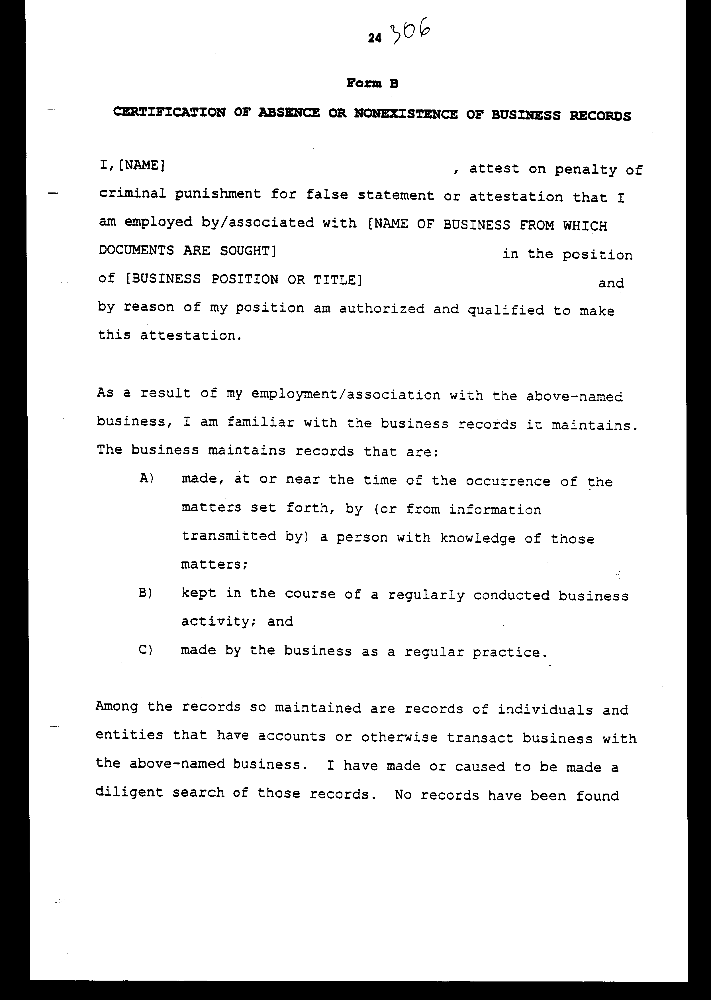 24 306
Form B
CERTIFICATION OF ABSENCE OR NONEXISTENCE OF BUSINESS RECORDS
I, [NAME] , attest on penalty of
criminal punishment for false statement or attestation that I
am employed by/associated with [NAME OF BUSINESS FROM WHICH
DOCUMENTS ARE SOUGHT] in the position
of [BUSINESS POSITION OR TITLE] and
by reason of my position am authorized and qualified to make
this attestation.
As a result of my employment/association with the above-named
business, I am familiar with the business records it maintains.
The business maintains records that are:
A) made, at or near the time of the occurrence of the
matters set forth, by (or from information
transmitted by) a person with knowledge of those
matters;
B) kept in the course of a regularly conducted business
activity; and
C) made by the business as a regular practice.
Among the records so maintained are records of individuals and
entities that have accounts or otherwise transact business with
the above-named business. I have made or caused to be made a
diligent search of those records. No records have been found